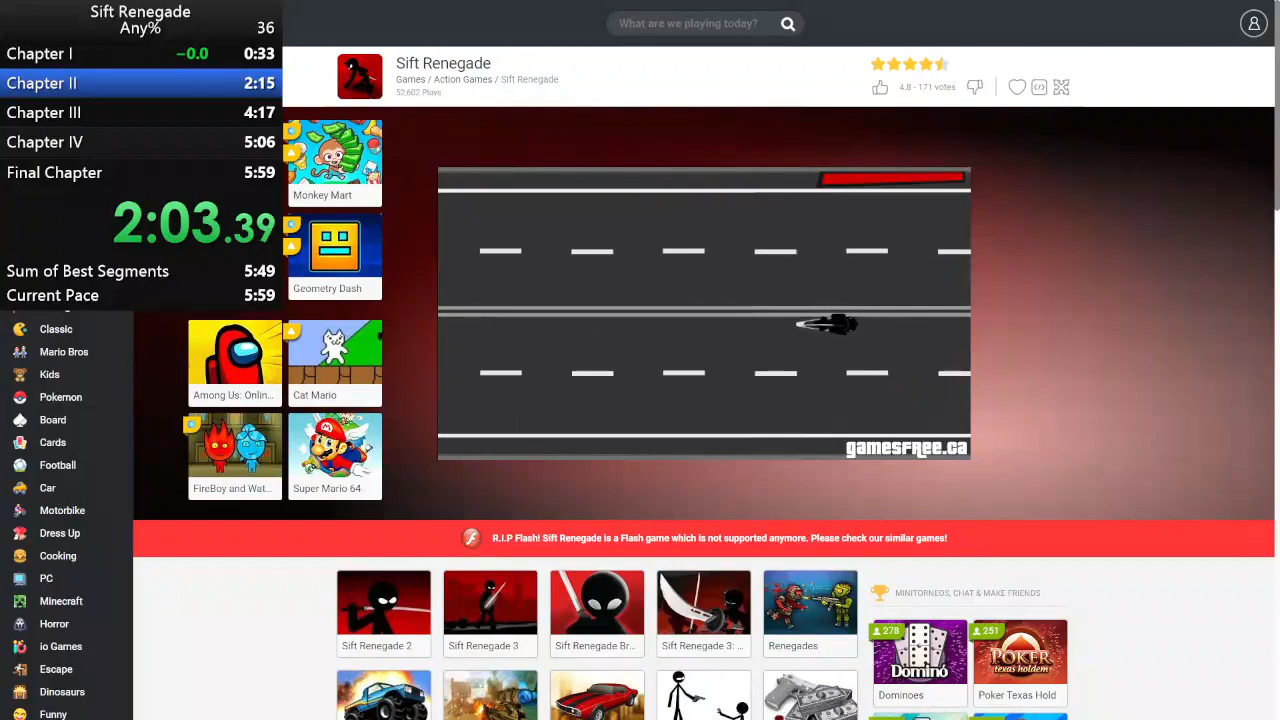 Sift Renegade
Any%
36
Chapter I −0.0 0:33
Chapter II 2:15
Chapter III 4:17
Chapter IV 5:06
Final Chapter 5:59
2:03.39
Sum of Best Segments 5:49
Current Pace 5:59
What are we playing today?
Sift Renegade
Games / Action Games / Sift Renegade
52,602 Plays
4.8 - 171 votes
Monkey Mart
Geometry Dash
Among Us: Onlin...
Cat Mario
FireBoy and Wat...
Super Mario 64
Classic
Mario Bros
Kids
Pokemon
Board
Cards
Football
Car
Motorbike
Dress Up
Cooking
PC
Minecraft
Horror
io Games
Escape
Dinosaurs
Funny
gamesfree.ca
R.I.P Flash! Sift Renegade is a Flash game which is not supported anymore. Please check our similar games!
Sift Renegade 2
Sift Renegade 3
Sift Renegade Br...
Sift Renegade 3: ...
Renegades
MINITORNEOS, CHAT & MAKE FRIENDS
278
Domino
Dominoes
251
POKER
texas holdem
Poker Texas Hold